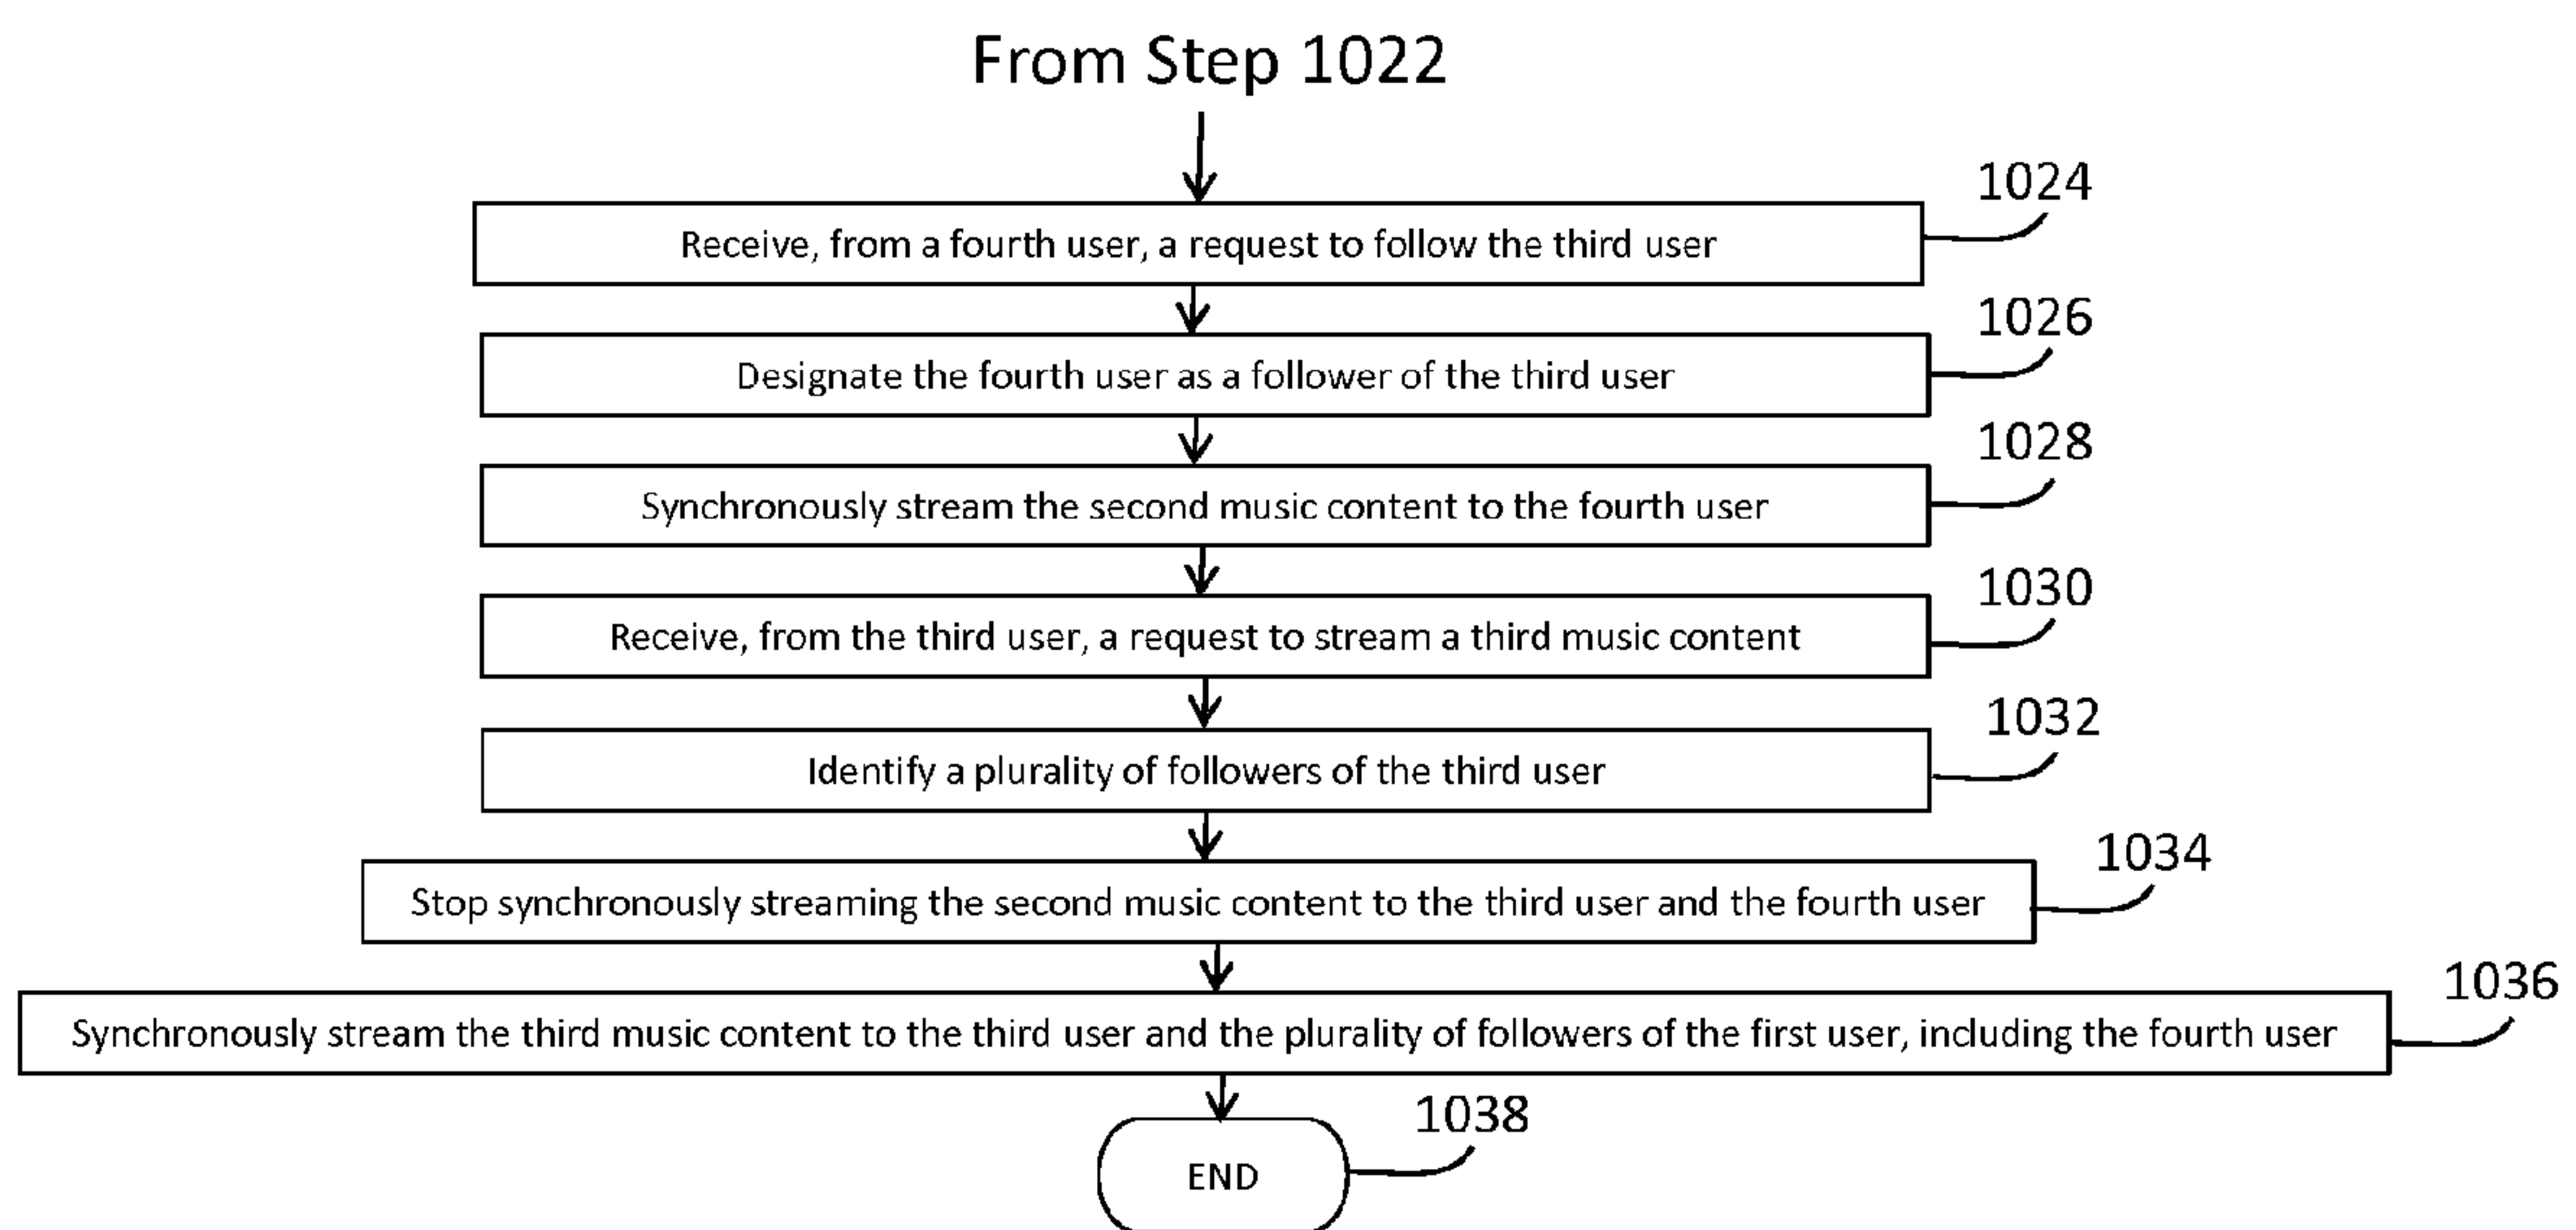 From Step 1022
1024
Receive, from a fourth user, a request to follow the third user
1026
Designate the fourth user as a follower of the third user
1028
Synchronously stream the second music content to the fourth user
1030
Receive, from the third user, a request to stream a third music content
1032
Identify a plurality of followers of the third user
1034
Stop synchronously streaming the second music content to the third user and the fourth user
1036
Synchronously stream the third music content to the third user and the plurality of followers of the first user, including the fourth user
1038
END